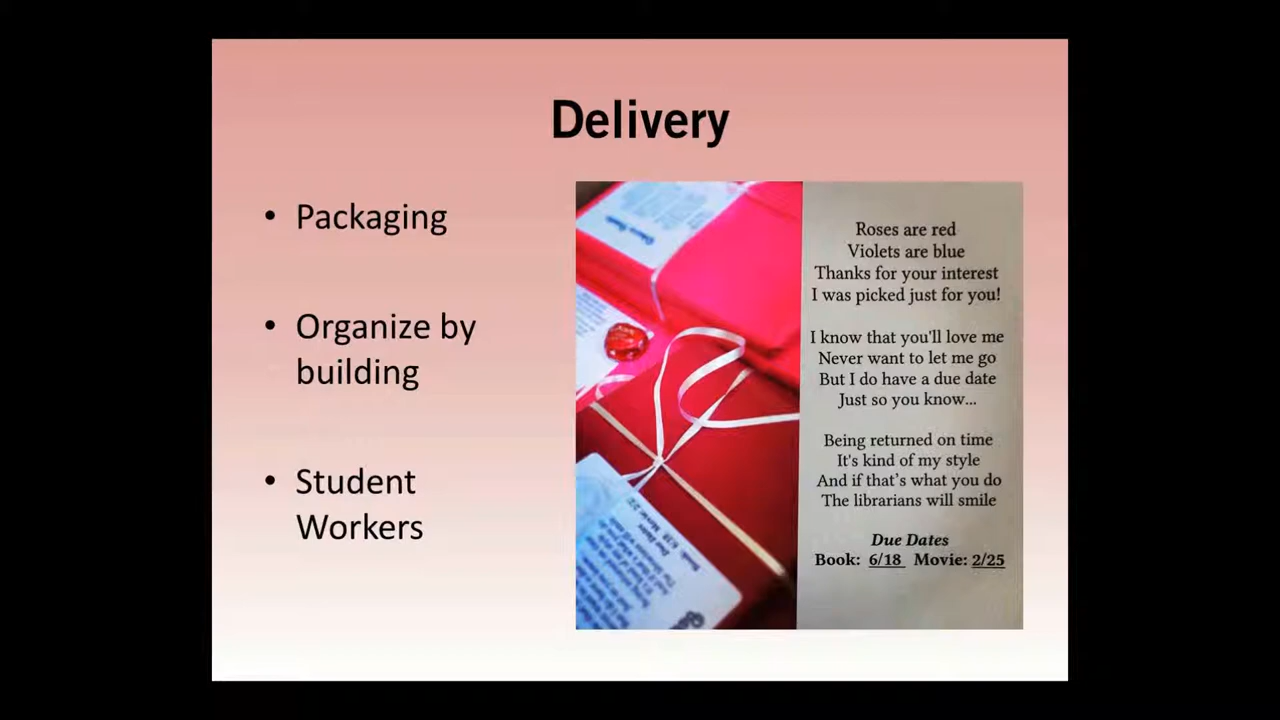 Delivery
• Packaging
• Organize by
building
• Student
Workers
Roses are red
Violets are blue
Thanks for your interest
I was picked just for you!
I know that you'll love me
Never want to let me go
But I do have a due date
Just so you know...
Being returned on time
It's kind of my style
And if that's what you do
The librarians will smile
Due Dates
Book: 6/18 Movie: 2/25